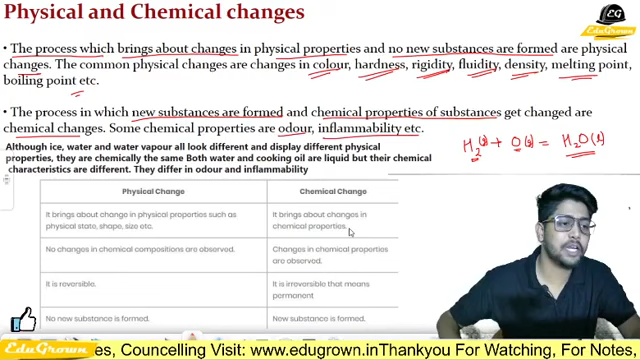 Physical and Chemical changes
EG
EduGrown
• The process which brings about changes in physical properties and no new substances are formed are physical
changes. The common physical changes are changes in colour, hardness, rigidity, fluidity, density, melting point,
boiling point etc.
• The process in which new substances are formed and chemical properties of substances get changed are
chemical changes. Some chemical properties are odour, inflammability etc.
H₂(g) + O(g) = H₂O(l)
Although ice, water and water vapour all look different and display different physical
properties, they are chemically the same Both water and cooking oil are liquid but their chemical
characteristics are different. They differ in odour and inflammability
Physical Change Chemical Change
It brings about change in physical properties such as
physical state, shape, size etc.
It brings about changes in
chemical properties.
No changes in chemical compositions are observed.
Changes in chemical properties
are observed.
It is reversible.
It is irreversible that means
permanent
No new substance is formed.
New substance is formed.
EduGrown
es, Councelling Visit: www.edugrown.inThankyou For Watching, For Notes,